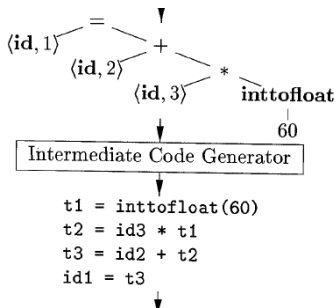 =
⟨id, 1⟩
+
⟨id, 2⟩
*
⟨id, 3⟩ inttofloat
60
Intermediate Code Generator
t1 = inttofloat(60)
t2 = id3 * t1
t3 = id2 + t2
id1 = t3